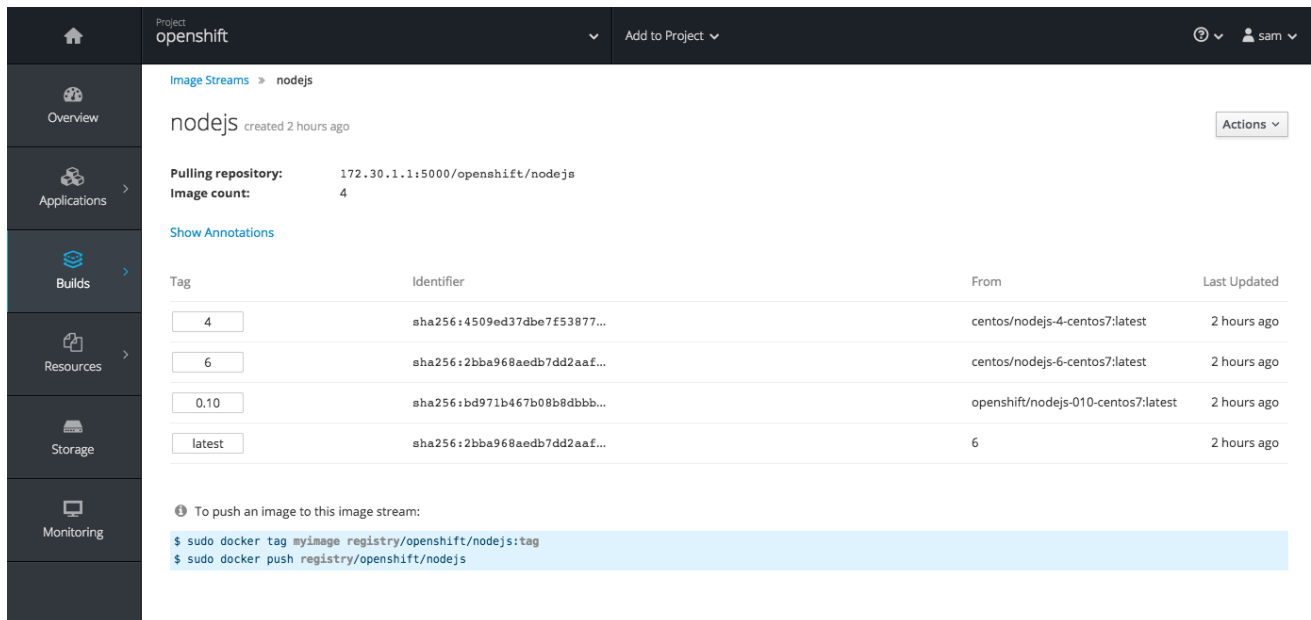 Project
openshift
Add to Project
sam
Overview
Applications
Builds
Resources
Storage
Monitoring
Image Streams » nodejs
nodejs created 2 hours ago
Actions
Pulling repository: 172.30.1.1:5000/openshift/nodejs
Image count: 4
Show Annotations
Tag Identifier From Last Updated
4 sha256:4509ed37dbe7f53877... centos/nodejs-4-centos7:latest 2 hours ago
6 sha256:2bba968aedb7dd2aaf... centos/nodejs-6-centos7:latest 2 hours ago
0.10 sha256:bd971b467b08b8dbbb... openshift/nodejs-010-centos7:latest 2 hours ago
latest sha256:2bba968aedb7dd2aaf... 6 2 hours ago
To push an image to this image stream:
$ sudo docker tag myimage registry/openshift/nodejs:tag
$ sudo docker push registry/openshift/nodejs